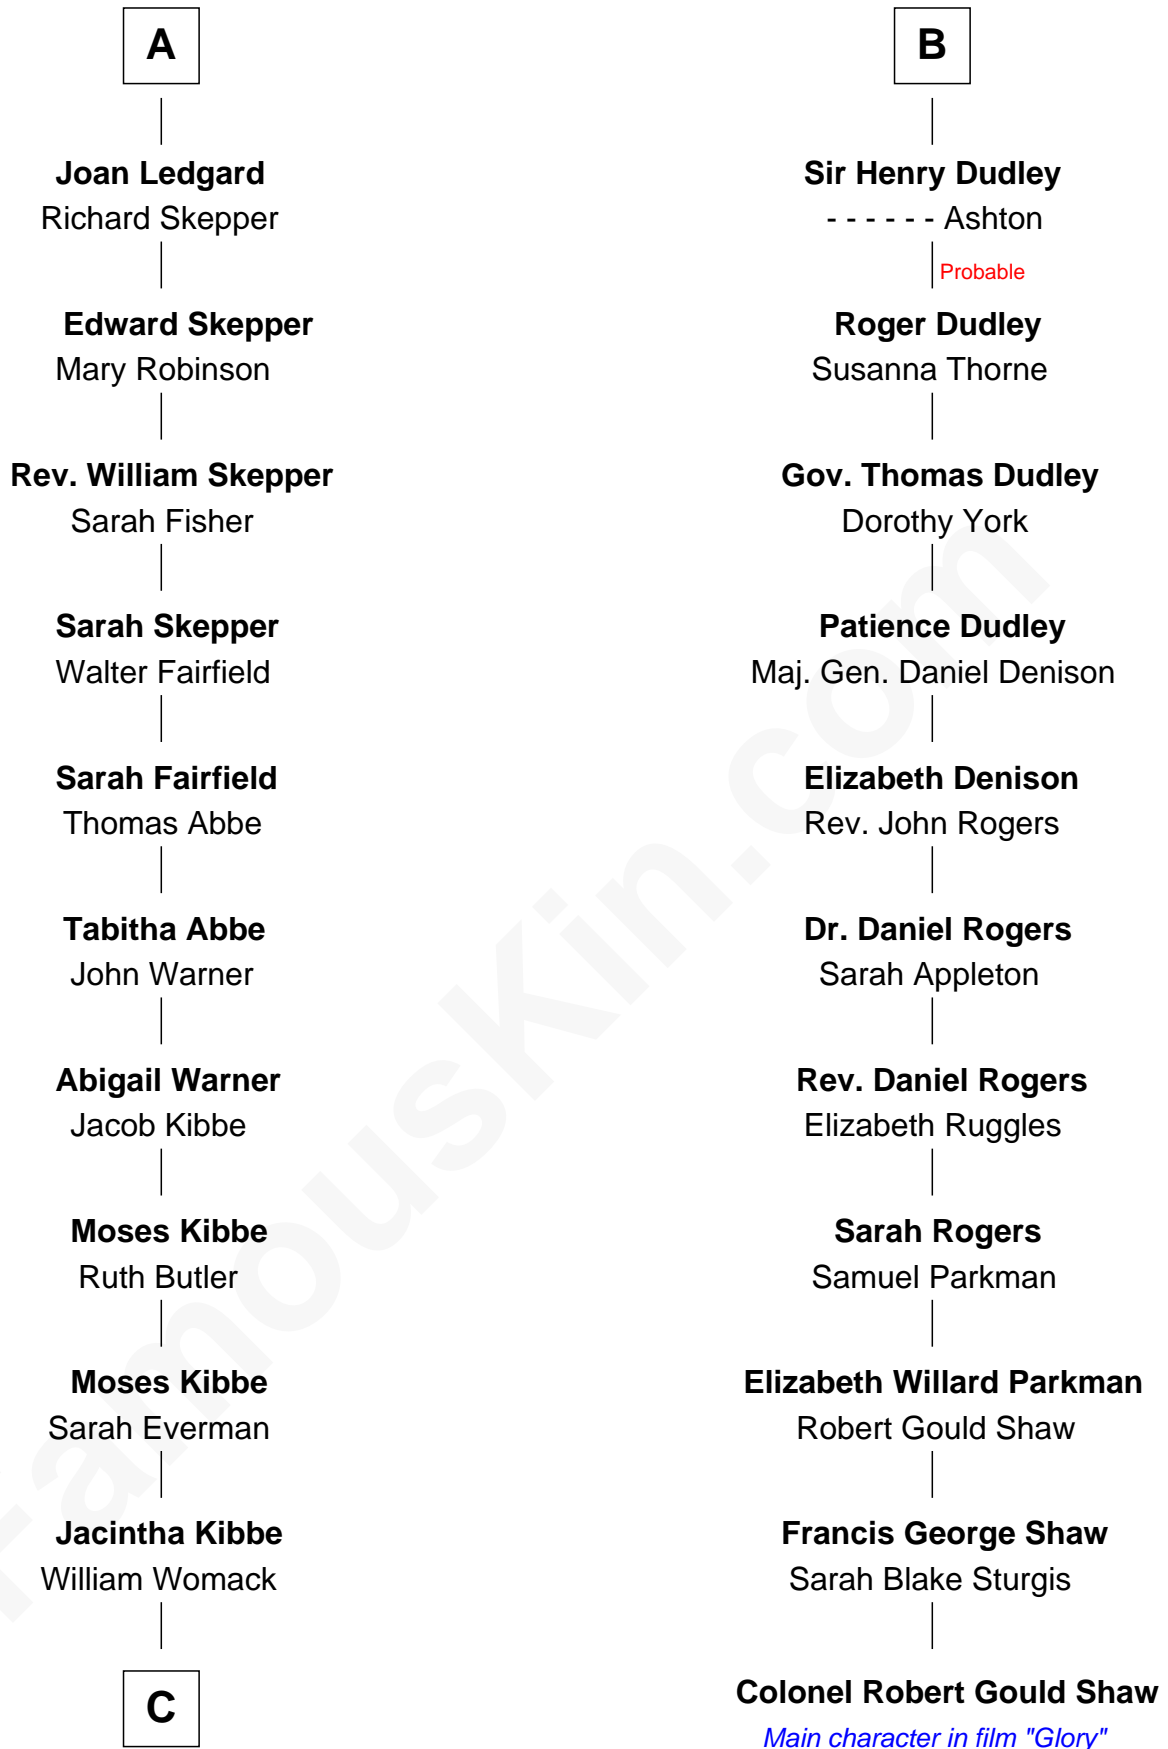 A
Joan Ledgard
Richard Skepper
Edward Skepper
Mary Robinson
Rev. William Skepper
Sarah Fisher
Sarah Skepper
Walter Fairfield
Sarah Fairfield
Thomas Abbe
Tabitha Abbe
John Warner
Abigail Warner
Jacob Kibbe
Moses Kibbe
Ruth Butler
Moses Kibbe
Sarah Everman
Jacintha Kibbe
William Womack
C
B
Sir Henry Dudley
- - - - - - Ashton
Probable
Roger Dudley
Susanna Thorne
Gov. Thomas Dudley
Dorothy York
Patience Dudley
Maj. Gen. Daniel Denison
Elizabeth Denison
Rev. John Rogers
Dr. Daniel Rogers
Sarah Appleton
Rev. Daniel Rogers
Elizabeth Ruggles
Sarah Rogers
Samuel Parkman
Elizabeth Willard Parkman
Robert Gould Shaw
Francis George Shaw
Sarah Blake Sturgis
Colonel Robert Gould Shaw
Main character in film "Glory"
FamousKin.com